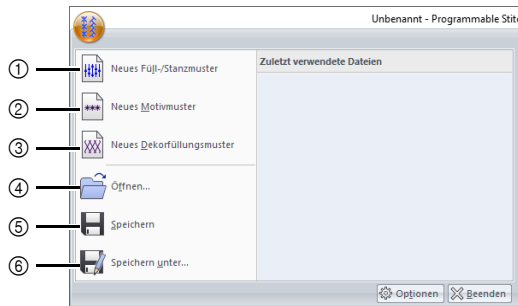 Unbenannt - Programmable Stitc
① Neues Füll-/Stanzmuster
Zuletzt verwendete Dateien
② Neues Motivmuster
③ Neues Dekorfüllungsmuster
④ Öffnen...
⑤ Speichern
⑥ Speichern unter...
Optionen Beenden